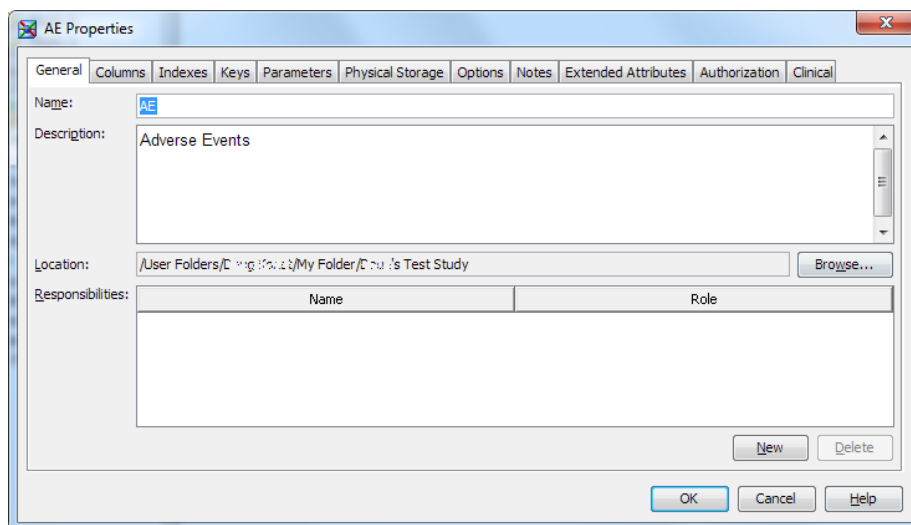 AE Properties
General Columns Indexes Keys Parameters Physical Storage Options Notes Extended Attributes Authorization Clinical
Name: AE
Description: Adverse Events
Location: /User Folders/ /My Folder/ 's Test Study Browse...
Responsibilities: Name Role
New Delete
OK Cancel Help